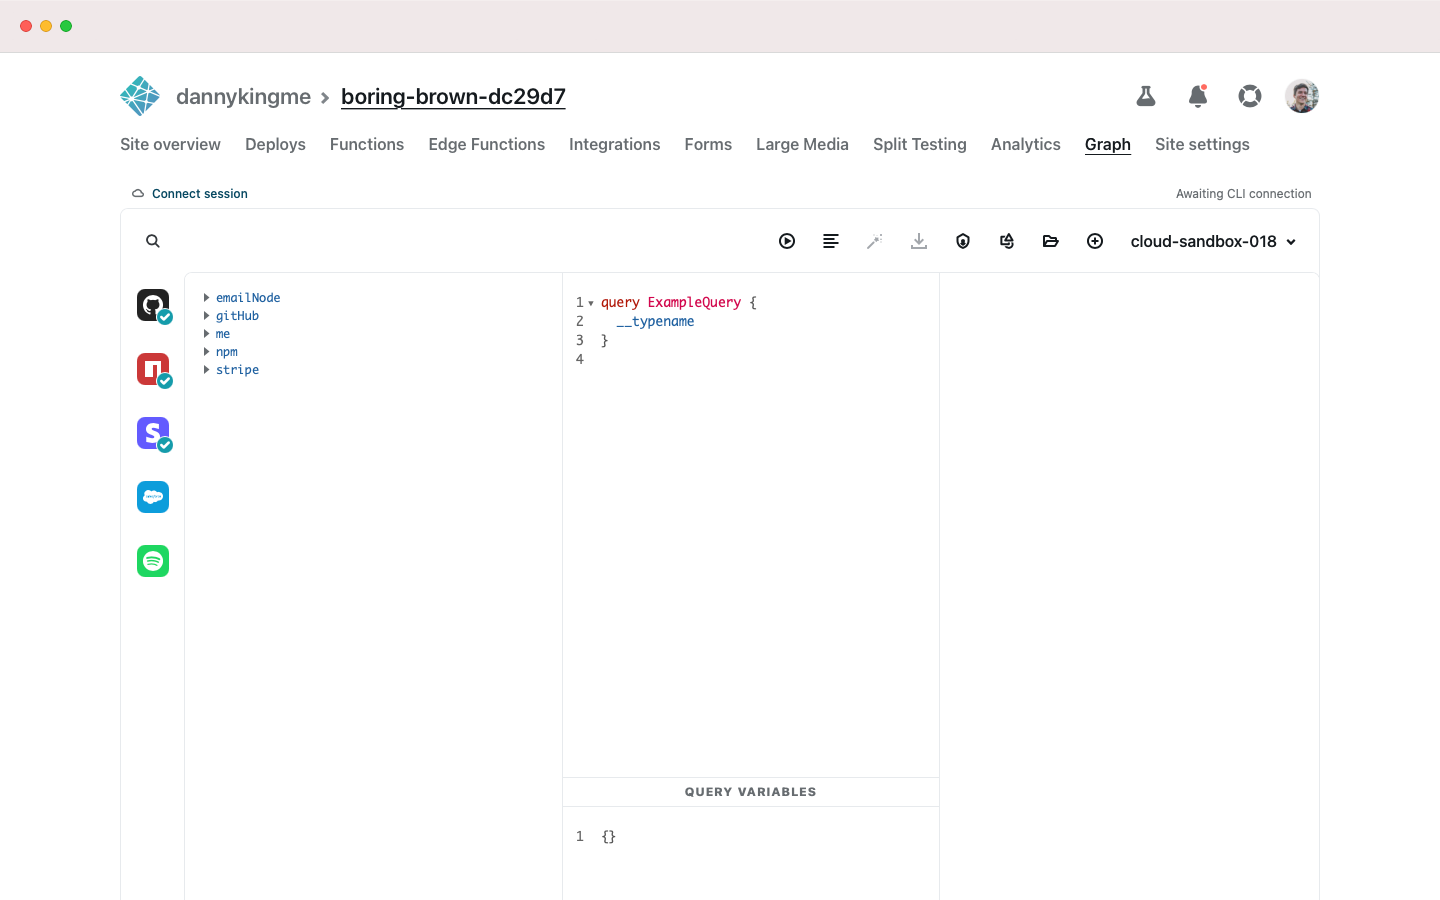 dannykingme > boring-brown-dc29d7
Site overview Deploys Functions Edge Functions Integrations Forms Large Media Split Testing Analytics Graph Site settings
Connect session Awaiting CLI connection
cloud-sandbox-018
emailNode
gitHub
me
npm
stripe
1 query ExampleQuery {
2 __typename
3 }
4
QUERY VARIABLES
1 {}